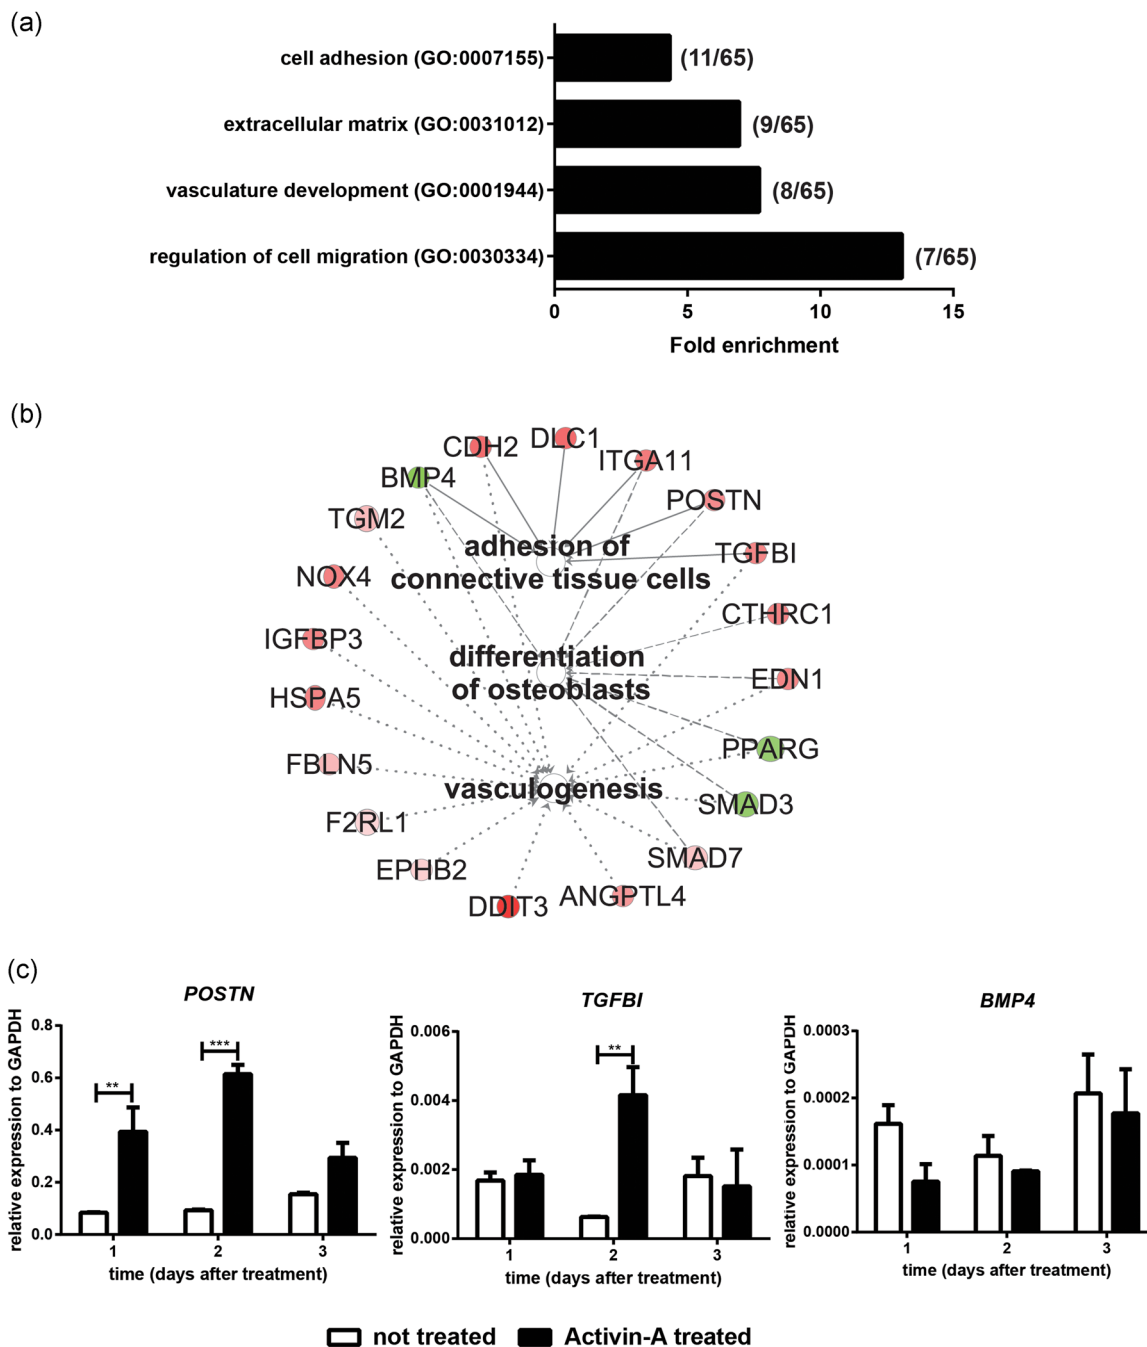 (a)
cell adhesion (GO:0007155)
(11/65)
extracellular matrix (GO:0031012)
(9/65)
vasculature development (GO:0001944)
(8/65)
regulation of cell migration (GO:0030334)
(7/65)
0 5 10 15
Fold enrichment
(b)
CDH2
DLC1
ITGA11
BMP4
POSTN
TGM2
TGFBI
adhesion of
connective tissue cells
NOX4
CTHRC1
IGFBP3
differentiation
of osteoblasts
EDN1
HSPA5
PPARG
FBLN5
vasculogenesis
SMAD3
F2RL1
SMAD7
EPHB2
ANGPTL4
DDIT3
(c)
POSTN
relative expression to GAPDH
0.8
0.6
0.4
0.2
0.0
**
***
1 2 3
time (days after treatment)
TGFBI
relative expression to GAPDH
0.006
0.004
0.002
0.000
**
1 2 3
time (days after treatment)
BMP4
relative expression to GAPDH
0.0003
0.0002
0.0001
0.0000
1 2 3
time (days after treatment)
not treated
Activin-A treated